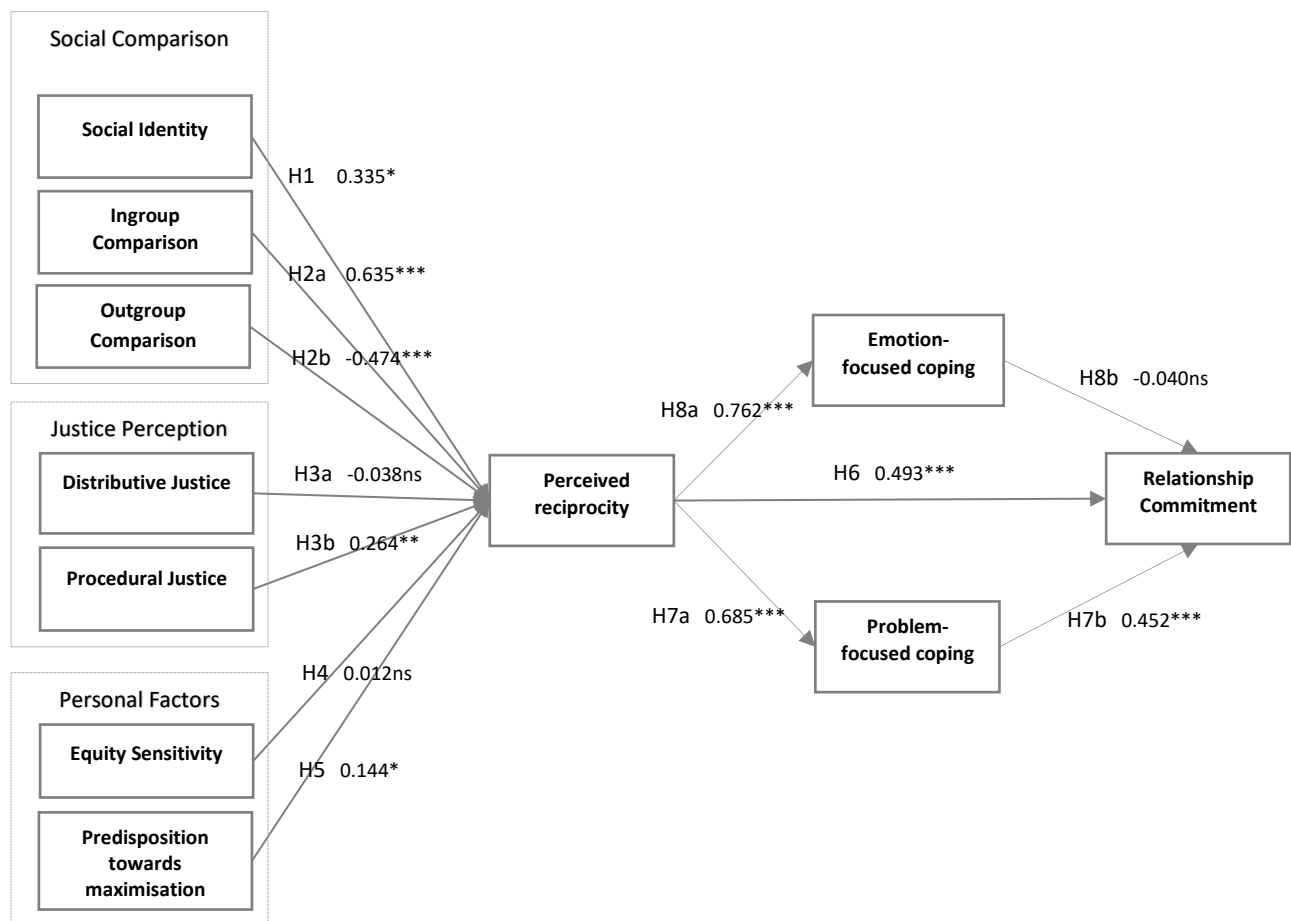 Social Comparison
Social Identity
Ingroup
Comparison
Outgroup
Comparison
H1 0.335*
H2a 0.635***
H2b -0.474***
Justice Perception
Distributive Justice
Procedural Justice
H3a -0.038ns
H3b 0.264**
Personal Factors
Equity Sensitivity
Predisposition
towards
maximisation
H4 0.012ns
H5 0.144*
Perceived
reciprocity
H8a 0.762***
H6 0.493***
H7a 0.685***
Emotion-
focused coping
Problem-
focused coping
H8b -0.040ns
H7b 0.452***
Relationship
Commitment